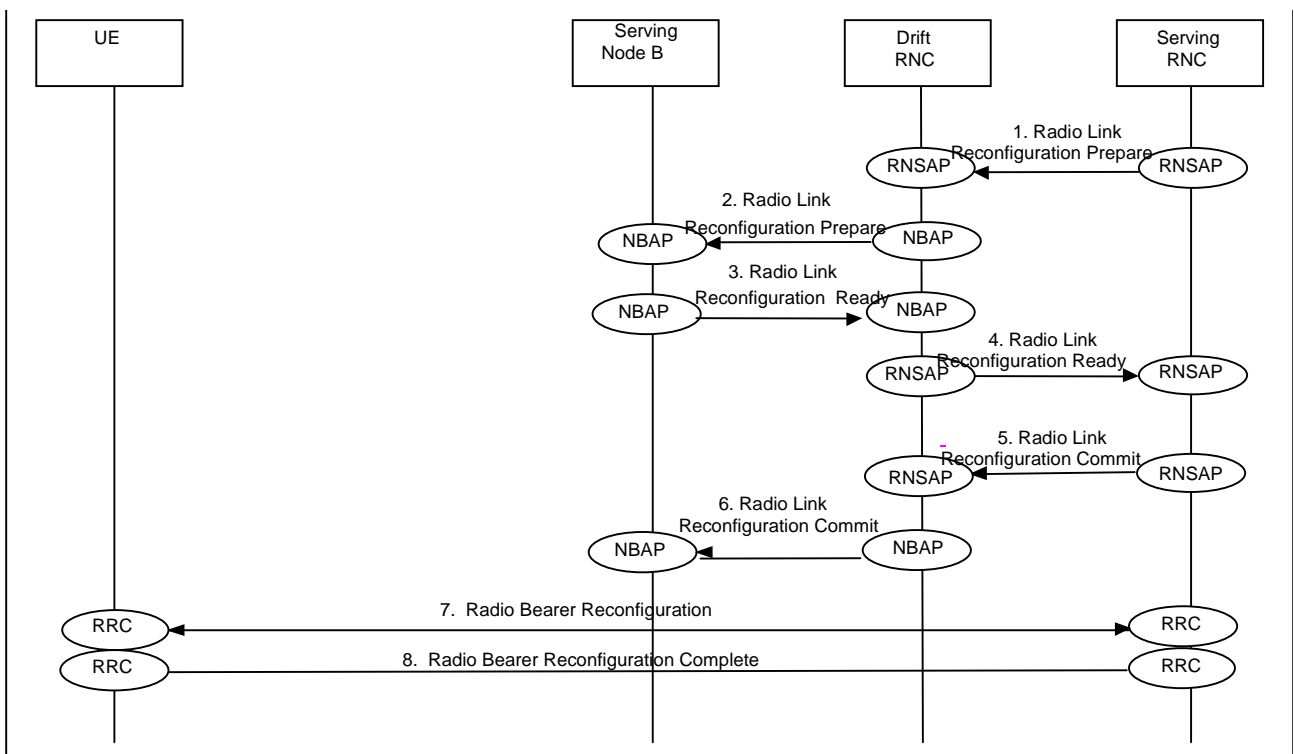 UE
Serving
Node B
Drift
RNC
Serving
RNC
1. Radio Link
Reconfiguration Prepare
RNSAP
RNSAP
2. Radio Link
Reconfiguration Prepare
NBAP
NBAP
3. Radio Link
Reconfiguration Ready
NBAP
NBAP
4. Radio Link
Reconfiguration Ready
RNSAP
RNSAP
5. Radio Link
Reconfiguration Commit
RNSAP
RNSAP
6. Radio Link
Reconfiguration Commit
NBAP
NBAP
7. Radio Bearer Reconfiguration
RRC
RRC
8. Radio Bearer Reconfiguration Complete
RRC
RRC